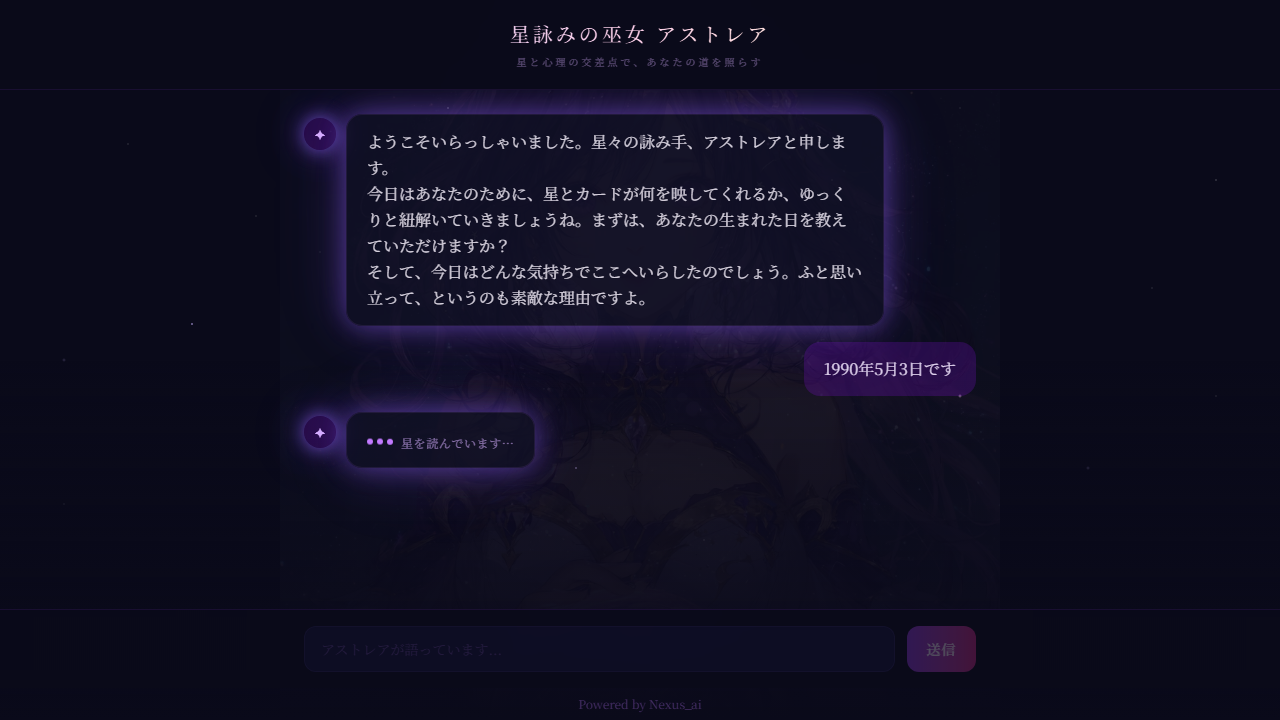 星詠みの巫女 アストレア
星と心理の交差点で、あなたの道を照らす
ようこそいらっしゃいました。星々の詠み手、アストレアと申しま
す。
今日はあなたのために、星とカードが何を映してくれるか、ゆっく
りと紐解いていきましょうね。まずは、あなたの生まれた日を教え
ていただけますか？
そして、今日はどんな気持ちでここへいらしたのでしょう。ふと思い
立って、というのも素敵な理由ですよ。
1990年5月3日です
星を読んでいます…
アストレアが語っています...
送信
Powered by Nexus_ai